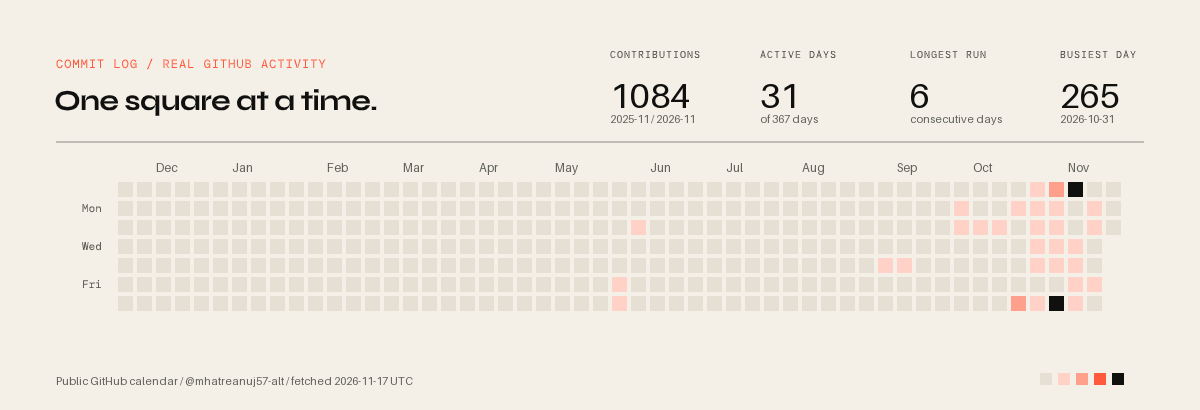 COMMIT LOG / REAL GITHUB ACTIVITY
One square at a time.
CONTRIBUTIONS
1084
2025-11 / 2026-11
ACTIVE DAYS
31
of 367 days
LONGEST RUN
6
consecutive days
BUSIEST DAY
265
2026-10-31
Dec Jan Feb Mar Apr May Jun Jul Aug Sep Oct Nov
Mon
Wed
Fri
Public GitHub calendar / @mhatreanuj57-alt / fetched 2026-11-17 UTC